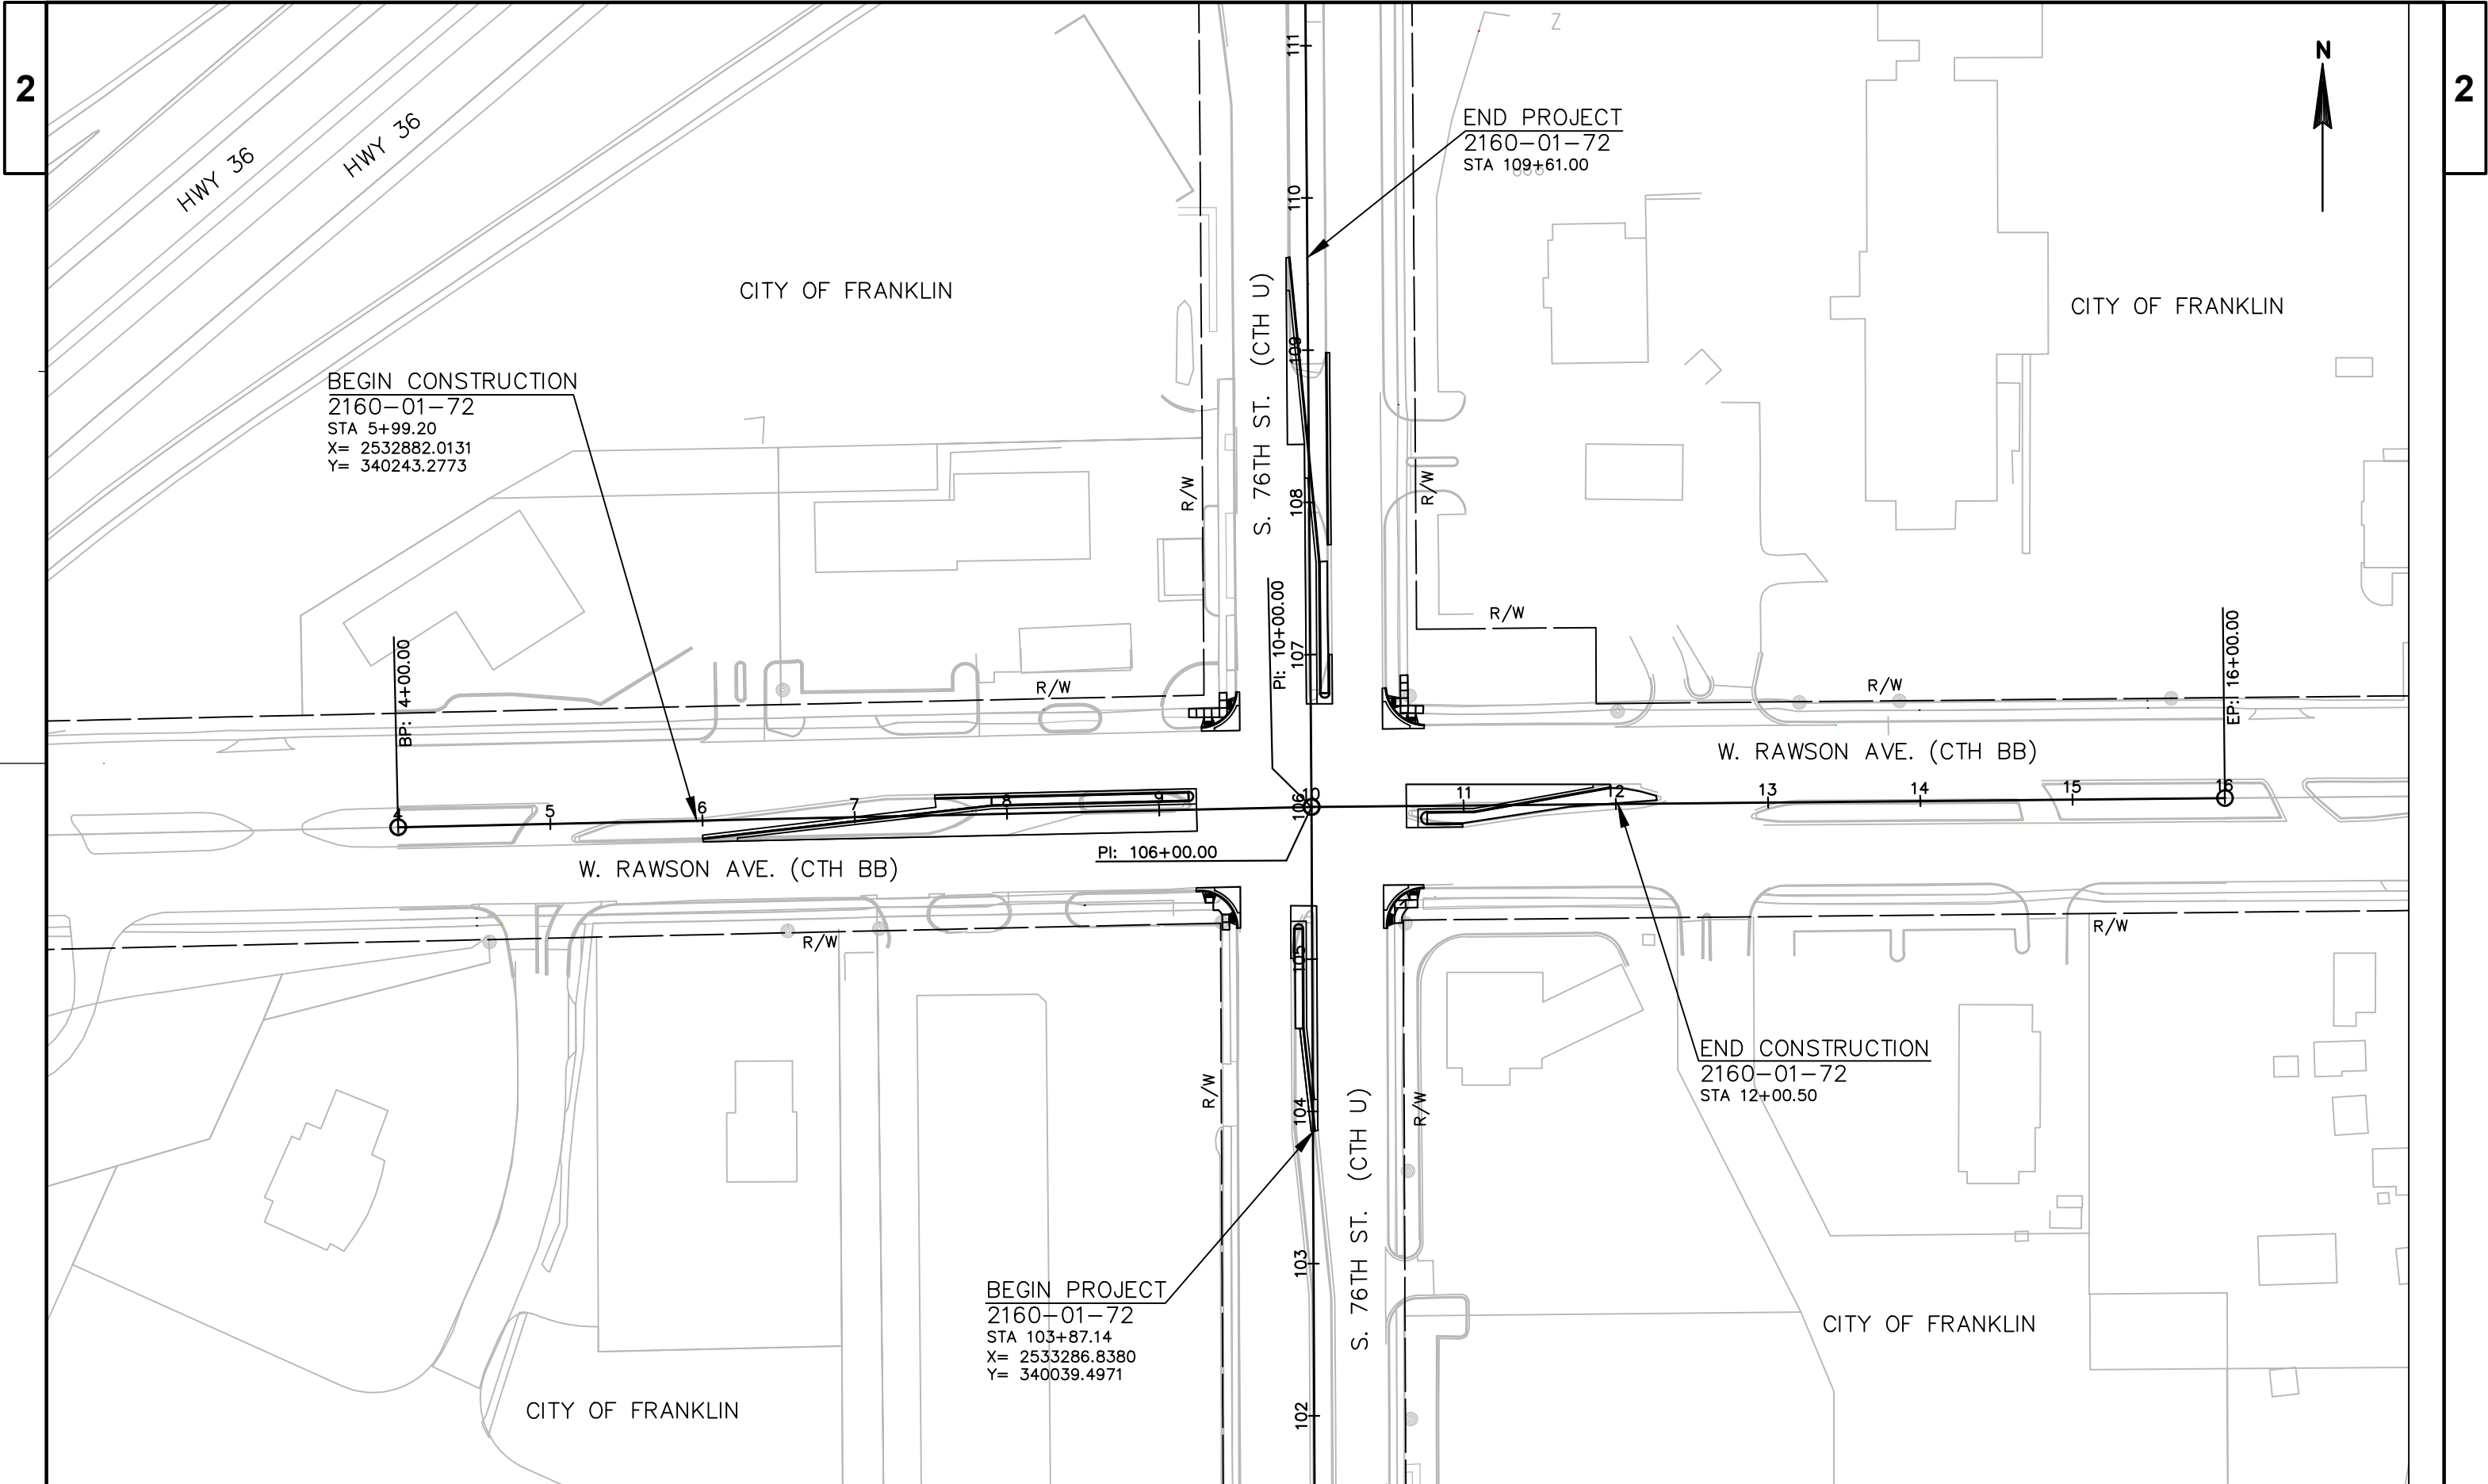 2
2
N
Z
HWY 36
HWY 36
END PROJECT
2160-01-72
STA 109+61.00
CITY OF FRANKLIN
CITY OF FRANKLIN
BEGIN CONSTRUCTION
2160-01-72
STA 5+99.20
X= 2532882.0131
Y= 340243.2773
S. 76TH ST. (CTH U)
111
110
109
108
107
106
105
104
103
102
R/W
R/W
R/W
R/W
R/W
BP: 4+00.00
PI: 10+00.00
EP: 16+00.00
W. RAWSON AVE. (CTH BB)
4
5
6
7
8
9
10
11
12
13
14
15
16
PI: 106+00.00
W. RAWSON AVE. (CTH BB)
R/W
R/W
R/W
R/W
END CONSTRUCTION
2160-01-72
STA 12+00.50
S. 76TH ST. (CTH U)
BEGIN PROJECT
2160-01-72
STA 103+87.14
X= 2533286.8380
Y= 340039.4971
CITY OF FRANKLIN
CITY OF FRANKLIN